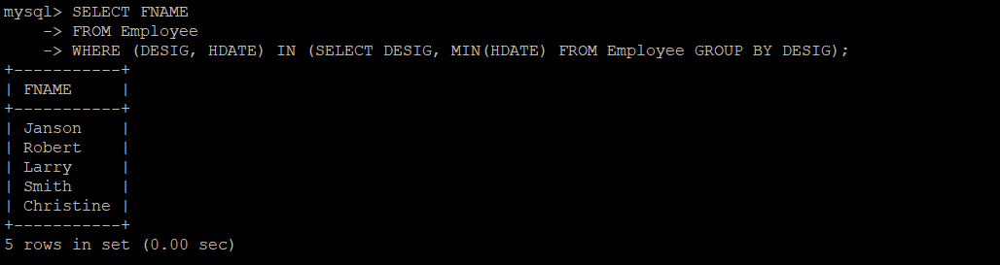 mysql> SELECT FNAME
    -> FROM Employee
    -> WHERE (DESIG, HDATE) IN (SELECT DESIG, MIN(HDATE) FROM Employee GROUP BY DESIG);
+-----------+
| FNAME     |
+-----------+
| Janson    |
| Robert    |
| Larry     |
| Smith     |
| Christine |
+-----------+
5 rows in set (0.00 sec)